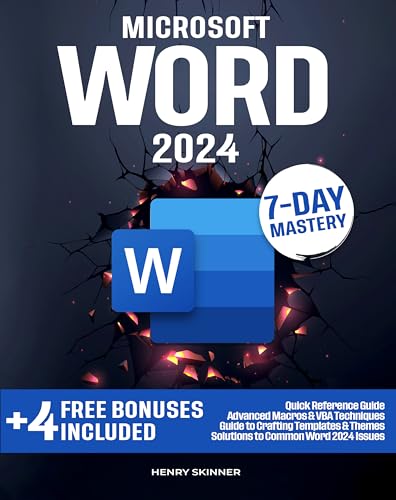 MICROSOFT
WORD
2024
7-DAY
MASTERY
W
+4 FREE BONUSES
INCLUDED
Quick Reference Guide
Advanced Macros & VBA Techniques
Guide to Crafting Templates & Themes
Solutions to Common Word 2024 Issues
HENRY SKINNER